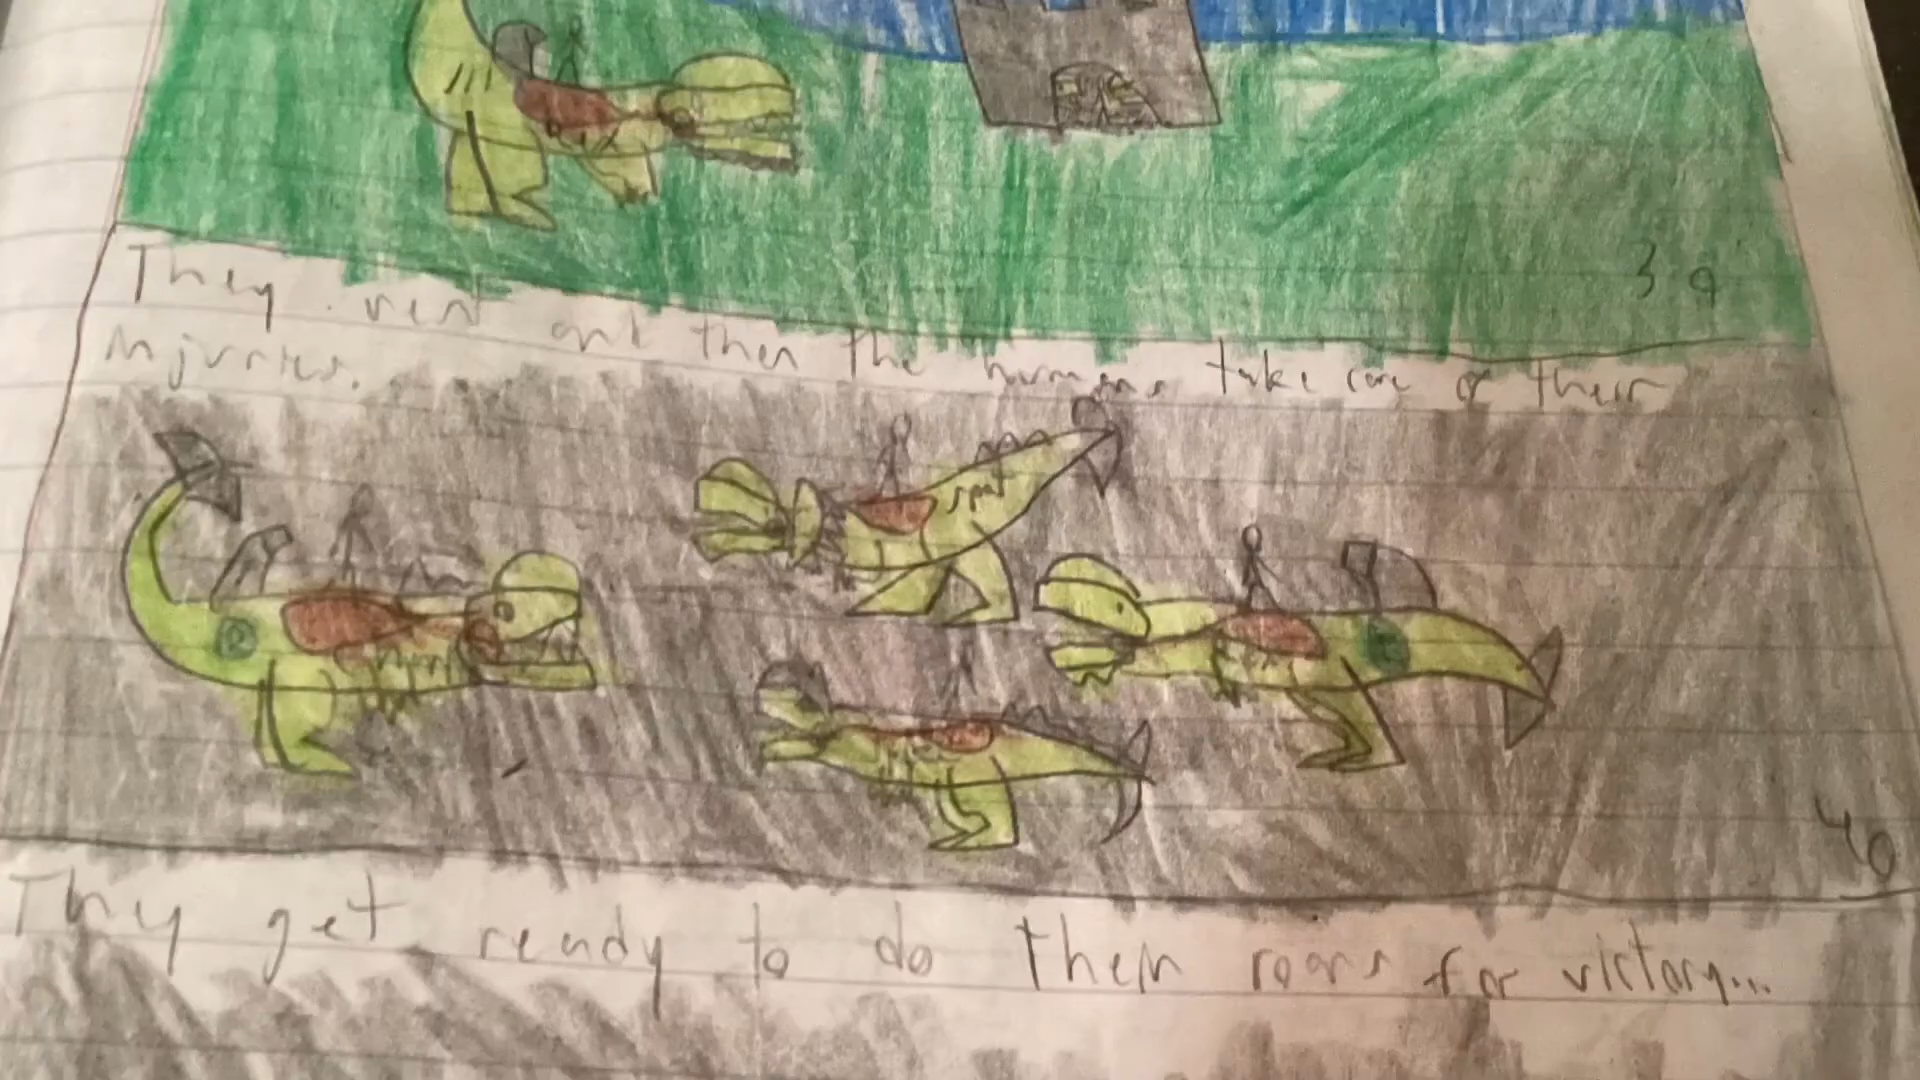 39
They rest and then the humans take care of their
injuries.
spat
40
They get ready to do their roars for victory...